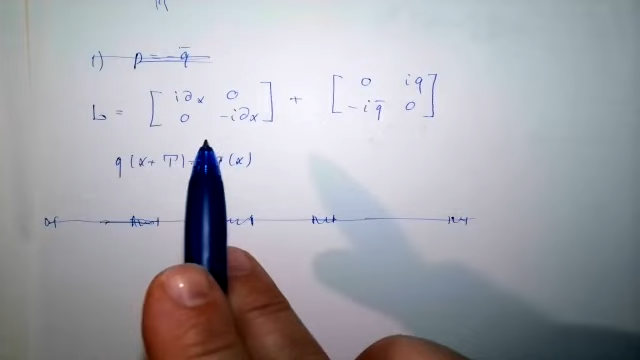 1) p = -q̄
L = [ i∂x 0 ; 0 -i∂x ] + [ 0 iq ; -iq̄ 0 ]
q(x+T)= (x)